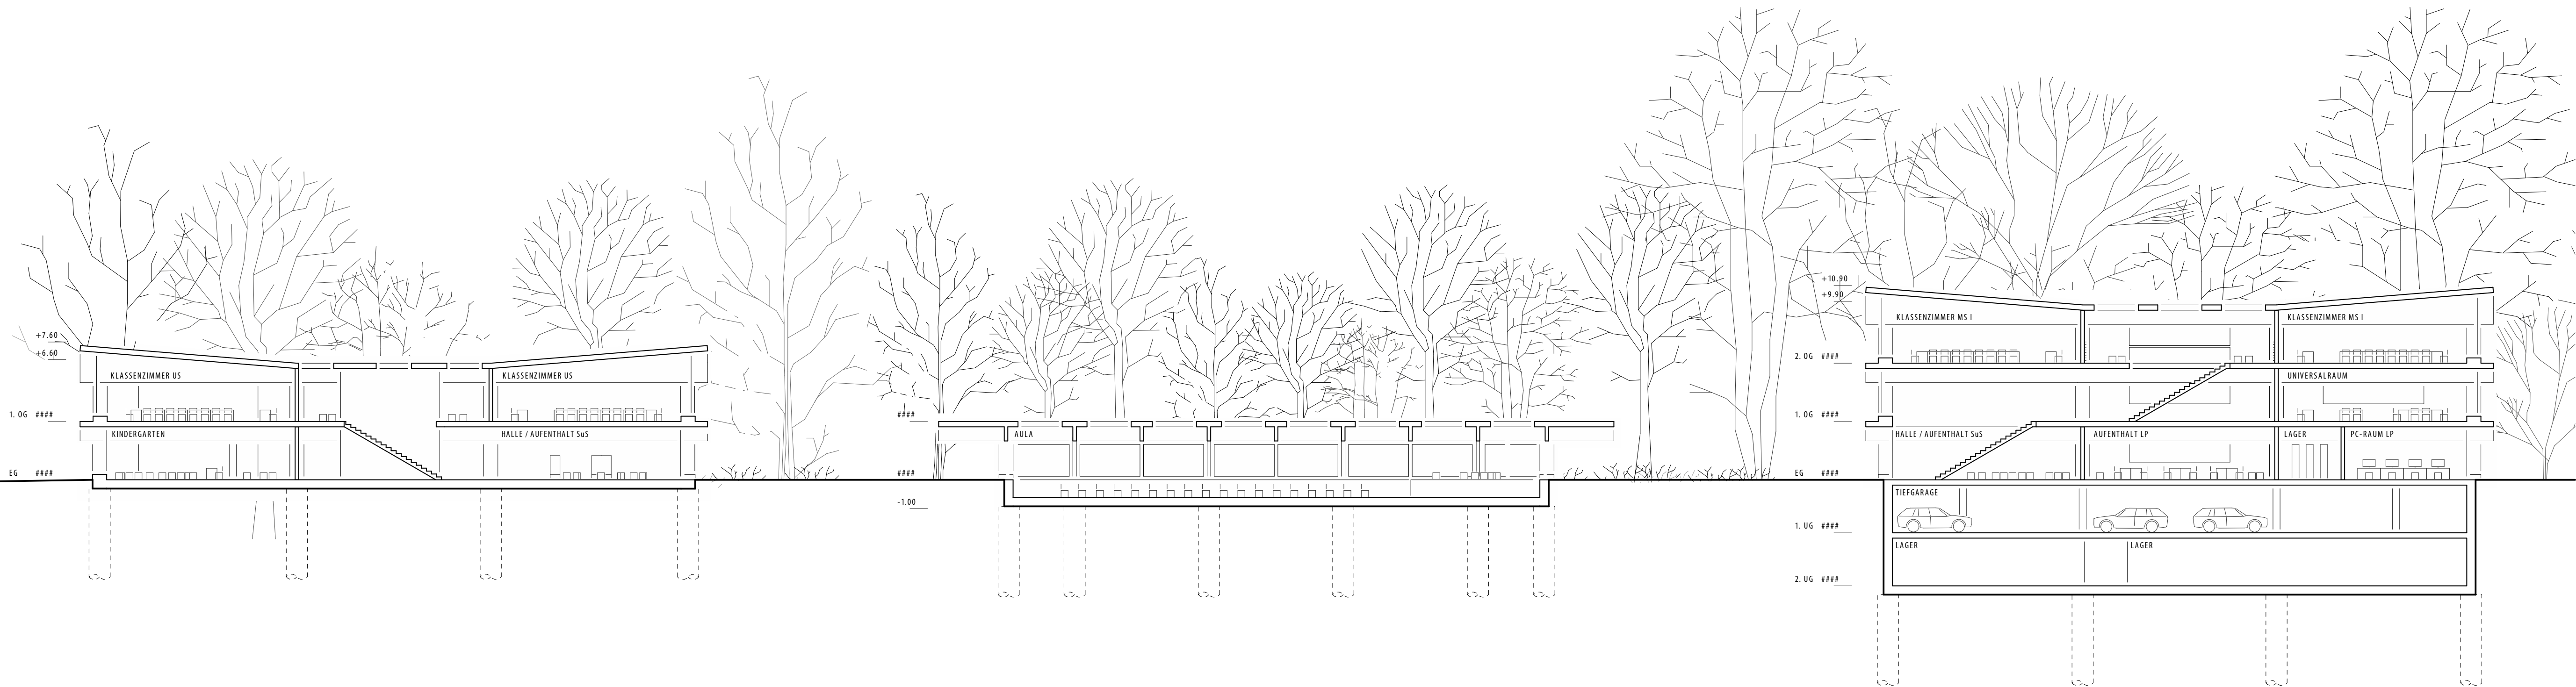 +7.60
+6.60
KLASSENZIMMER US
KLASSENZIMMER US
1. OG ####
KINDERGARTEN
HALLE / AUFENTHALT SuS
EG ####
####
AULA
####
-1.00
+10.90
+9.90
KLASSENZIMMER MS I
KLASSENZIMMER MS I
2. OG ####
UNIVERSALRAUM
1. OG ####
HALLE / AUFENTHALT SuS
AUFENTHALT LP
LAGER
PC-RAUM LP
EG ####
TIEFGARAGE
1. UG ####
LAGER
LAGER
2. UG ####